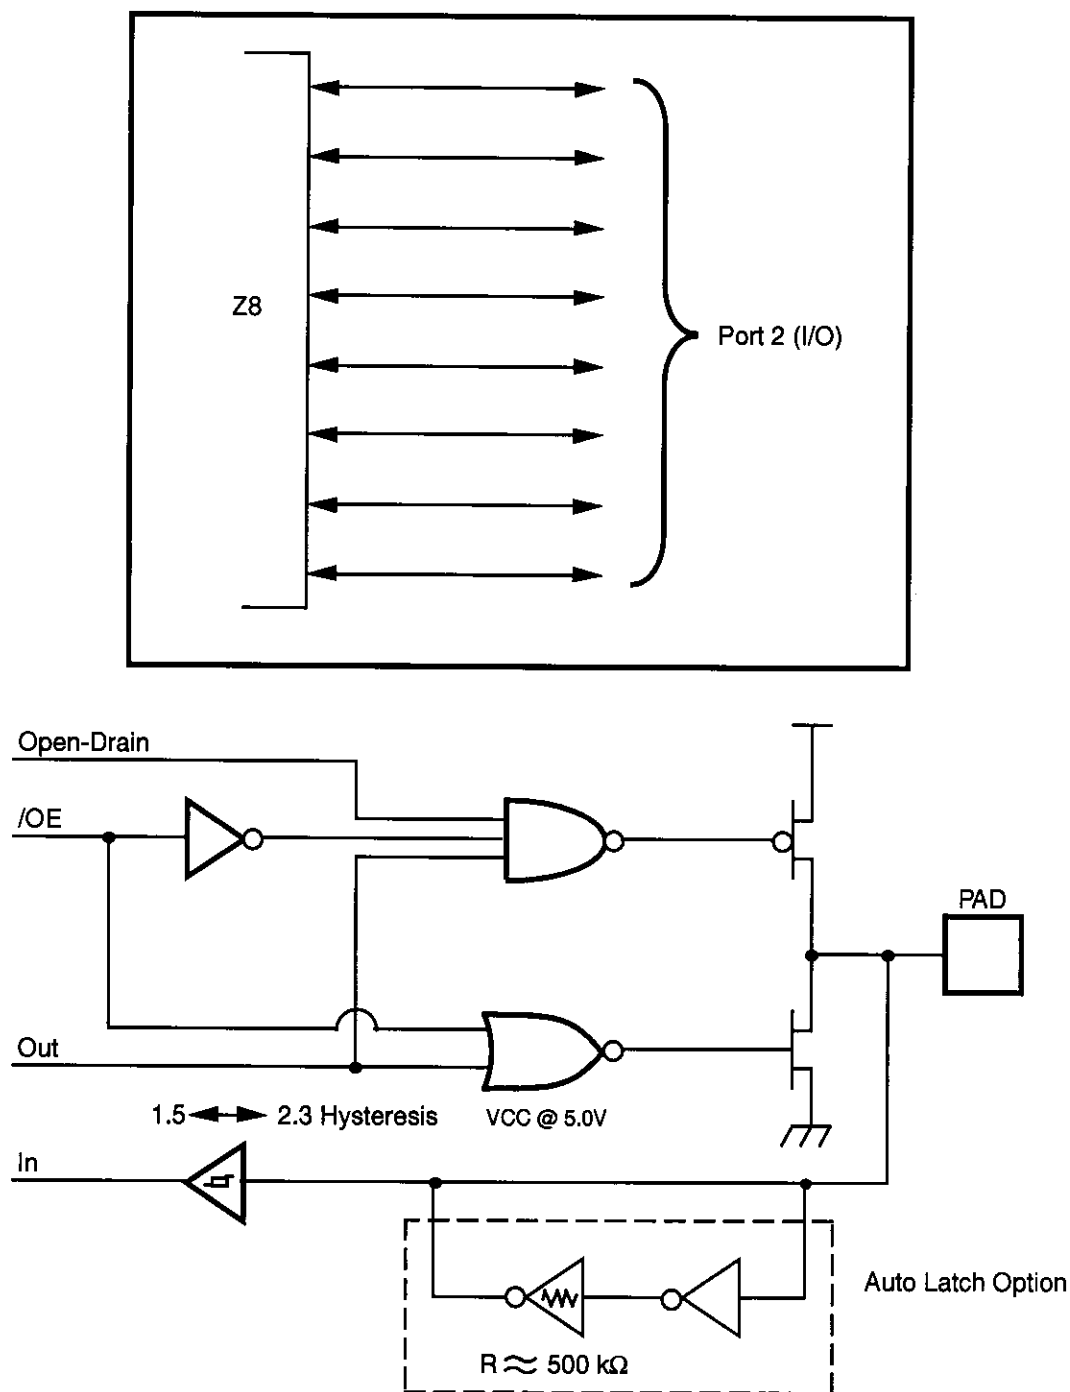 Z8
Port 2 (I/O)
Open-Drain
/OE
PAD
Out
1.5 2.3 Hysteresis VCC @ 5.0V
In
Auto Latch Option
R ≈ 500 kΩ